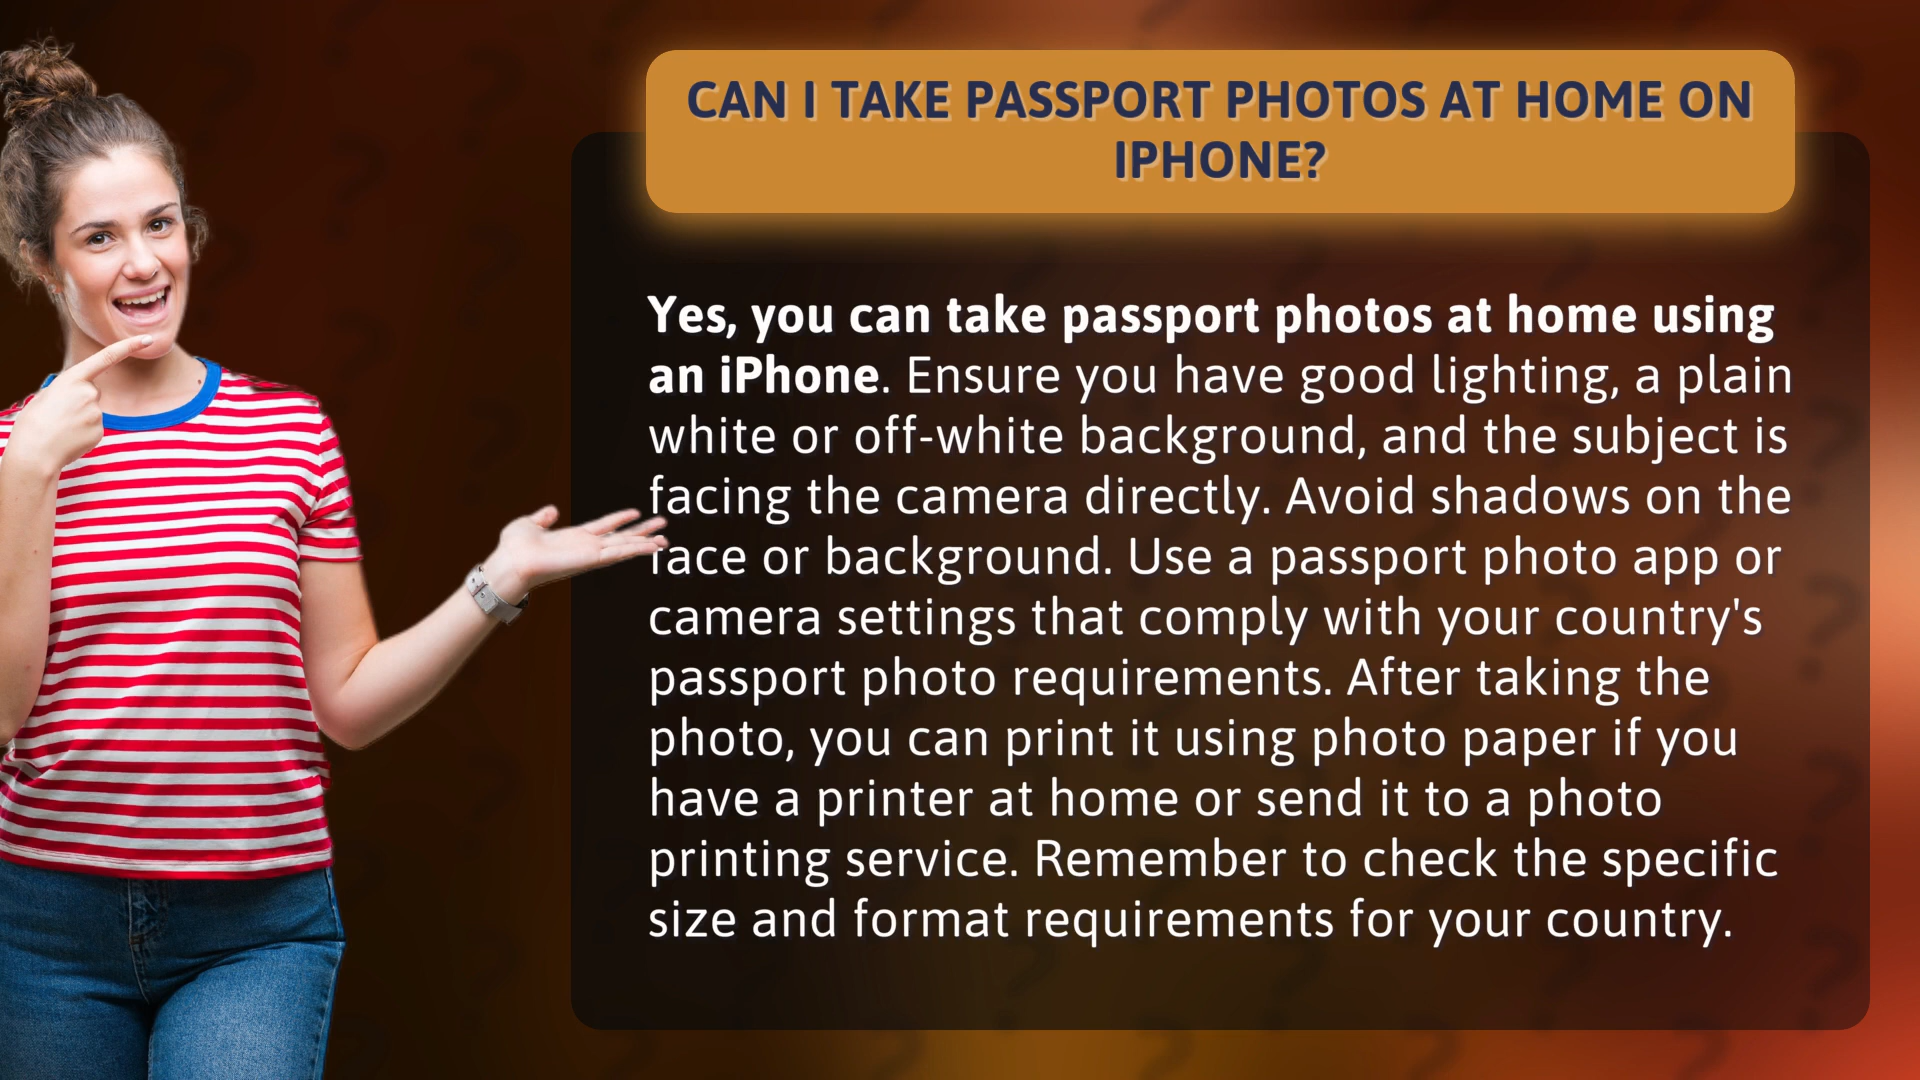 CAN I TAKE PASSPORT PHOTOS AT HOME ON
IPHONE?
Yes, you can take passport photos at home using
an iPhone. Ensure you have good lighting, a plain
white or off-white background, and the subject is
facing the camera directly. Avoid shadows on the
face or background. Use a passport photo app or
camera settings that comply with your country's
passport photo requirements. After taking the
photo, you can print it using photo paper if you
have a printer at home or send it to a photo
printing service. Remember to check the specific
size and format requirements for your country.